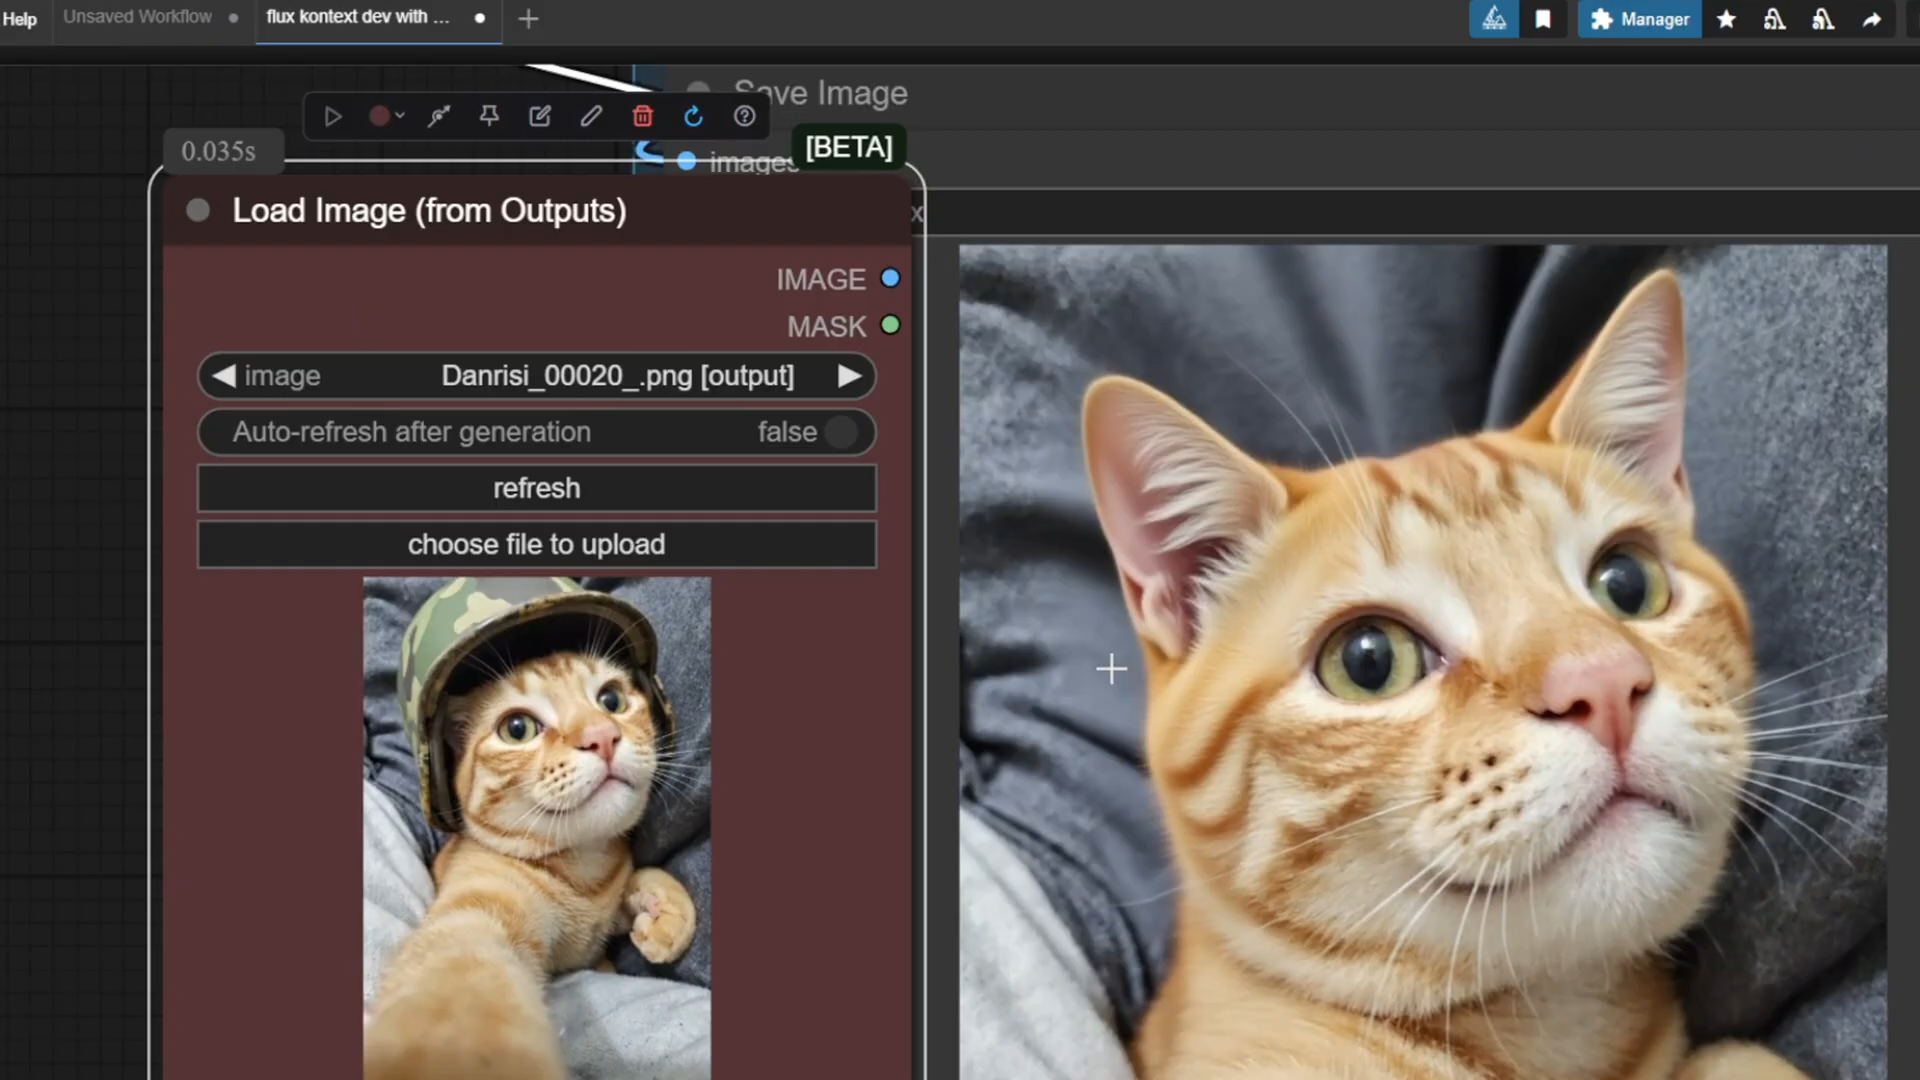 Help
Unsaved Workflow
flux kontext dev with ...
Manager
Save Image
0.035s
[BETA]
images
Load Image (from Outputs)
x
IMAGE
MASK
image Danrisi_00020_.png [output]
Auto-refresh after generation false
refresh
choose file to upload